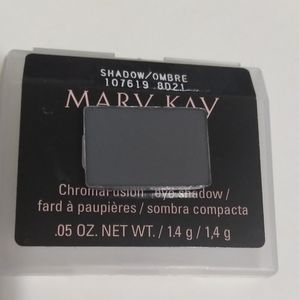 SHADOW/OMBRE
107619 8021
MARY KAY
ChromaFusion eye shadow /
fard à paupières / sombra compacta
.05 OZ. NET WT. / 1.4 g / 1,4 g